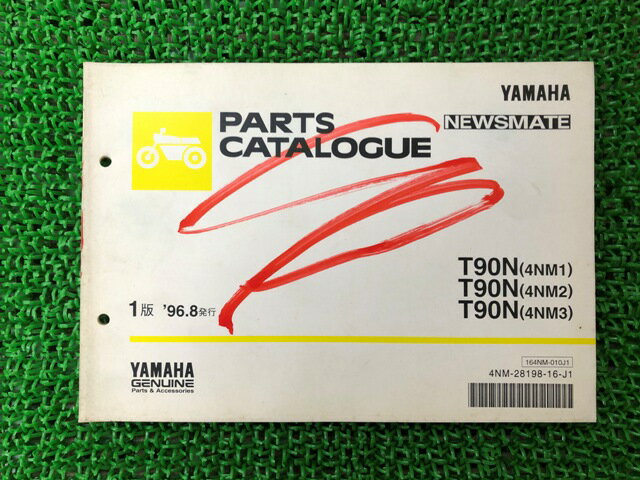 YAMAHA
NEWSMATE
PARTS
CATALOGUE
T90N(4NM1)
T90N(4NM2)
T90N(4NM3)
1版 '96.8発行
YAMAHA
GENUINE
Parts & Accessories
164NM-010J1
4NM-28198-16-J1